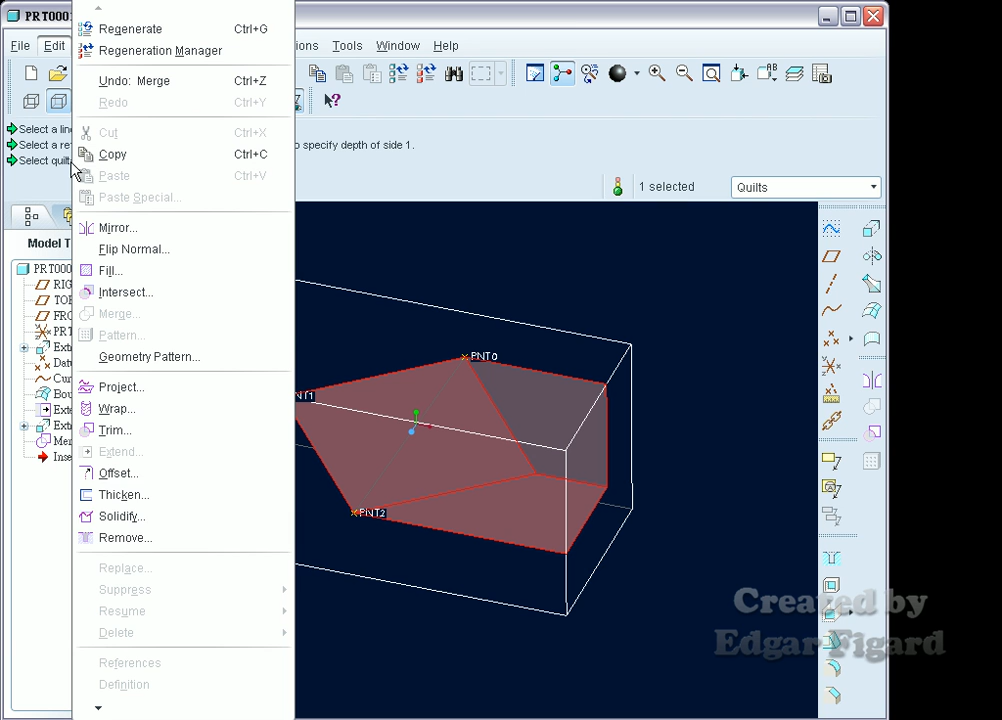 PRT000
File Edit
ions Tools Window Help
Regenerate Ctrl+G
Regeneration Manager
Undo: Merge Ctrl+Z
Redo Ctrl+Y
Cut Ctrl+X
Copy Ctrl+C
Paste Ctrl+V
Paste Special...
Mirror...
Flip Normal...
Fill...
Intersect...
Merge...
Pattern...
Geometry Pattern...
Project...
Wrap...
Trim...
Extend...
Offset...
Thicken...
Solidify...
Remove...
Replace...
Suppress
Resume
Delete
References
Definition
Select a line
Select a re
Select quilt
o specify depth of side 1.
1 selected
Quilts
Model T
PRT000
RIG
TO
FRO
PRT
Ext
Datu
Cur
Bou
Exte
Ext
Mer
Inse
PNT0
NT1
PNT2
Created by
Edgar Figard